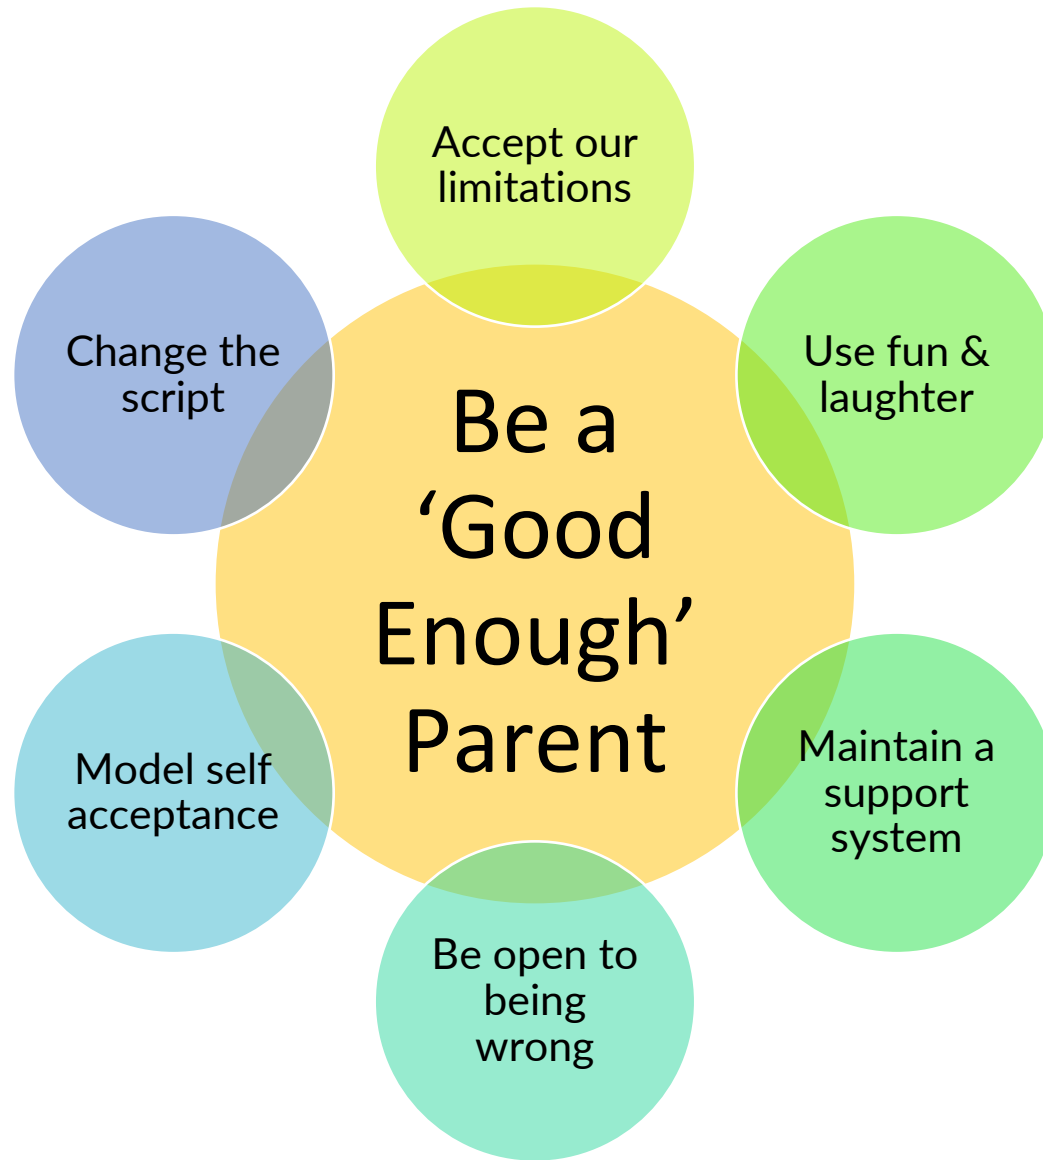 Accept our
limitations
Use fun &
laughter
Maintain a
support
system
Be open to
being
wrong
Model self
acceptance
Change the
script
Be a
‘Good
Enough’
Parent